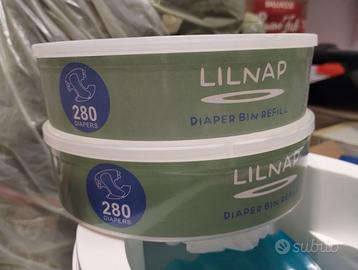 LILNAP
DIAPER BIN REFILL
280
DIAPERS
LILNAP
DIAPER BIN REFILL
280
DIAPERS
subito